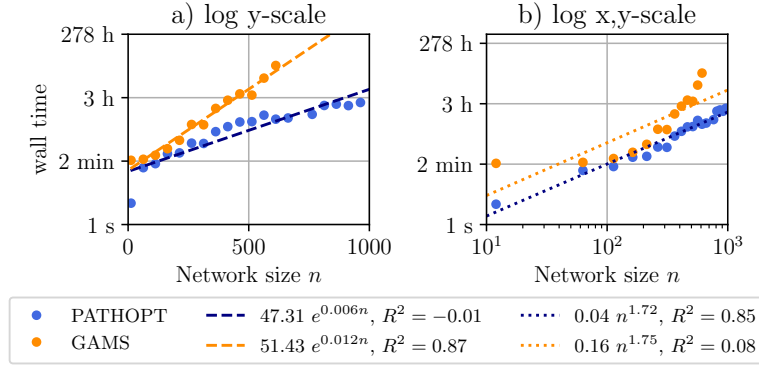 a) log y-scale
b) log x,y-scale
wall time
278 h
3 h
2 min
1 s
0
500
1000
Network size n
278 h
3 h
2 min
1 s
10^1
10^2
10^3
Network size n
PATHOPT
GAMS
47.31 e^{0.006n}, R^2 = −0.01
51.43 e^{0.012n}, R^2 = 0.87
0.04 n^{1.72}, R^2 = 0.85
0.16 n^{1.75}, R^2 = 0.08